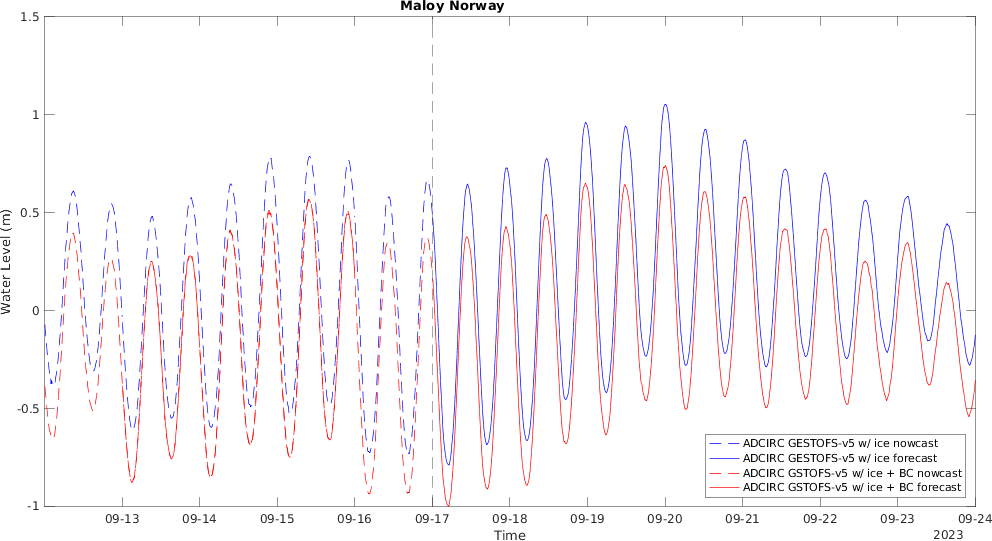 Maloy Norway
1.5
1
0.5
0
-0.5
-1
Water Level (m)
ADCIRC GESTOFS-v5 w/ ice nowcast
ADCIRC GESTOFS-v5 w/ ice forecast
ADCIRC GSTOFS-v5 w/ ice + BC nowcast
ADCIRC GSTOFS-v5 w/ ice + BC forecast
09-13 09-14 09-15 09-16 09-17 09-18 09-19 09-20 09-21 09-22 09-23 09-24
Time
2023